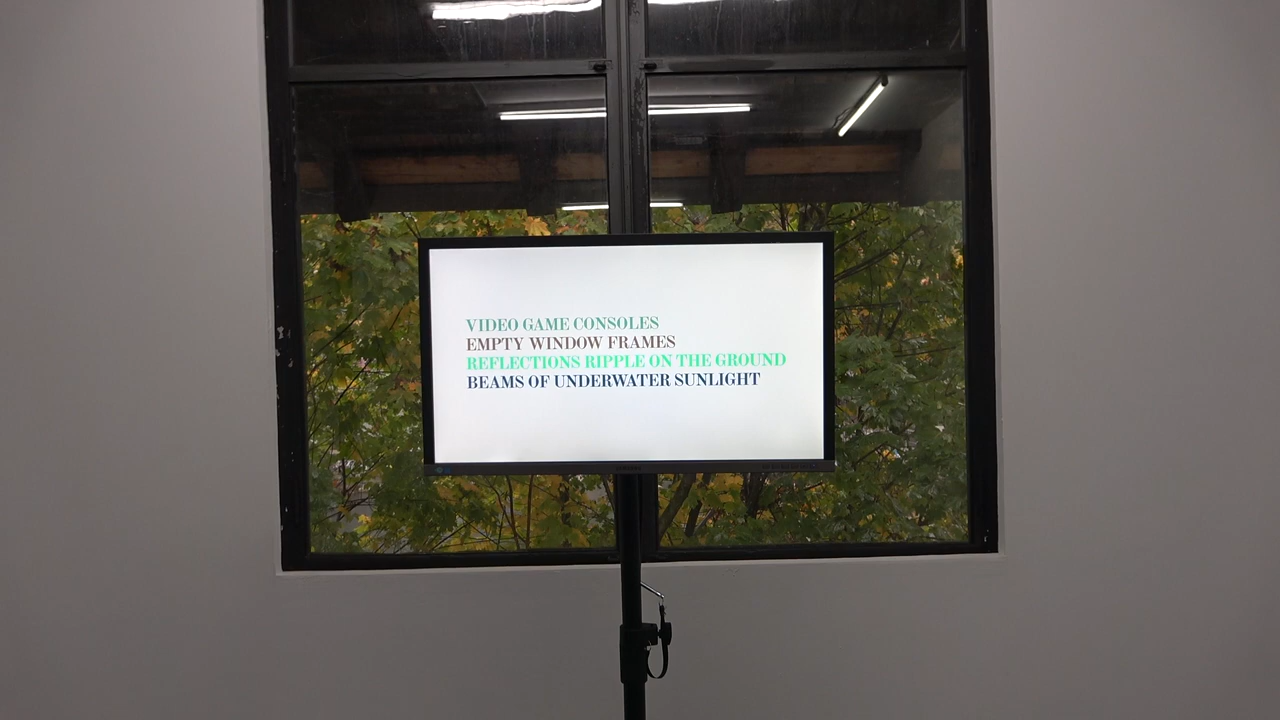 VIDEO GAME CONSOLES
EMPTY WINDOW FRAMES
REFLECTIONS RIPPLE ON THE GROUND
BEAMS OF UNDERWATER SUNLIGHT